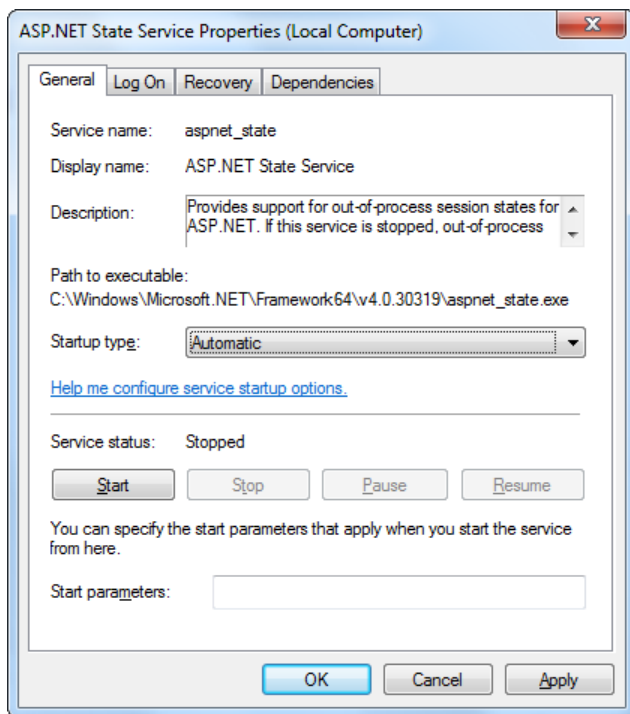 ASP.NET State Service Properties (Local Computer)
General Log On Recovery Dependencies
Service name: aspnet_state
Display name: ASP.NET State Service
Description: Provides support for out-of-process session states for
ASP.NET. If this service is stopped, out-of-process
Path to executable:
C:\Windows\Microsoft.NET\Framework64\v4.0.30319\aspnet_state.exe
Startup type: Automatic
Help me configure service startup options.
Service status: Stopped
Start Stop Pause Resume
You can specify the start parameters that apply when you start the service
from here.
Start parameters:
OK Cancel Apply